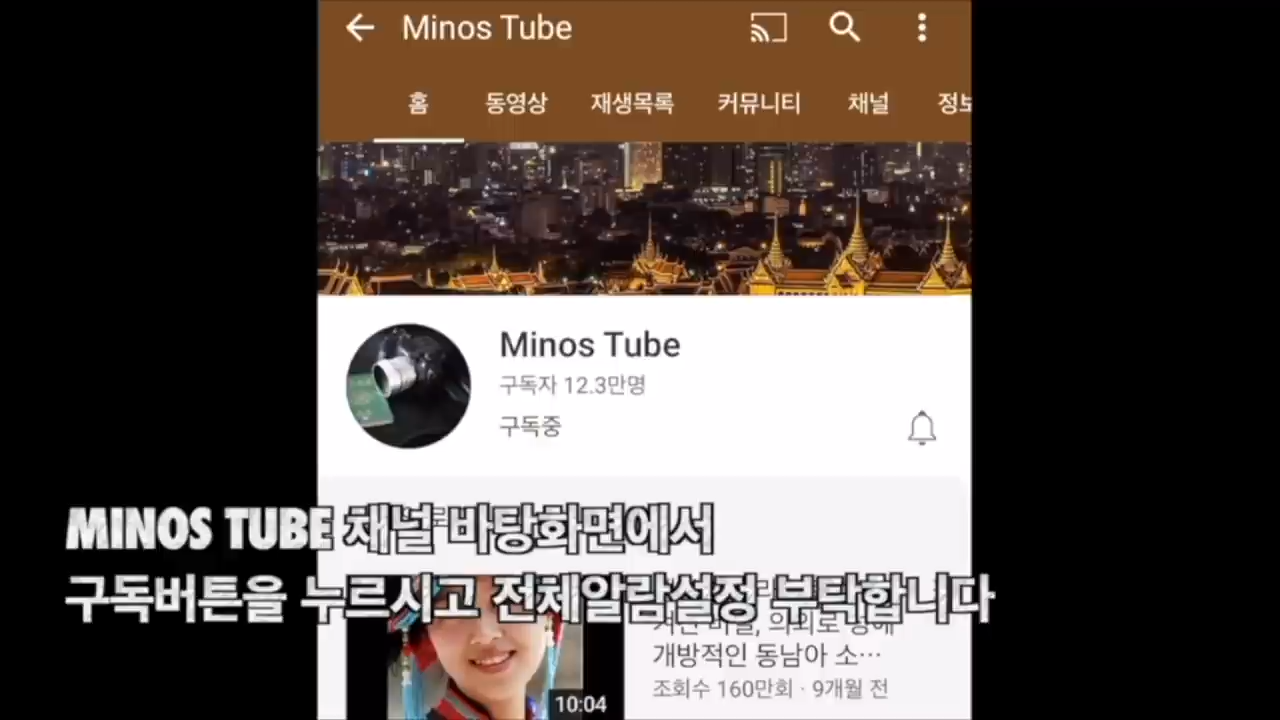 Minos Tube
홈 동영상 재생목록 커뮤니티 채널 정보
Minos Tube
구독자 12.3만명
구독중
MINOS TUBE 채널 바탕화면에서
구독버튼을 누르시고 전체알람설정 부탁합니다
개방적인 동남아 소…
조회수 160만회 · 9개월 전
10:04